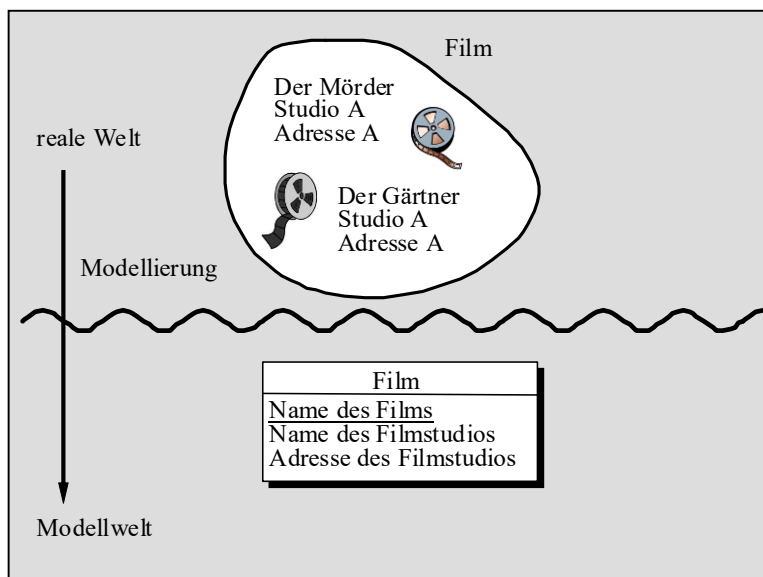 Film
Der Mörder
Studio A
Adresse A
reale Welt
Der Gärtner
Studio A
Adresse A
Modellierung
Film
Name des Films
Name des Filmstudios
Adresse des Filmstudios
Modellwelt